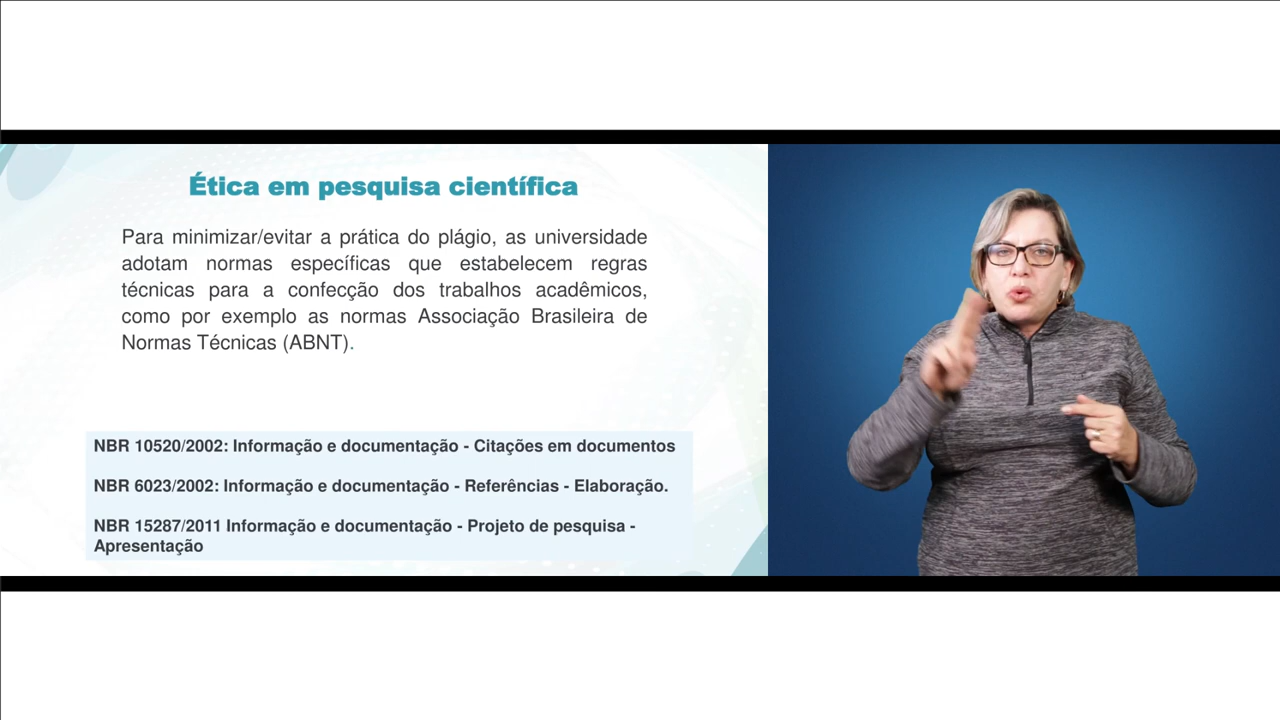 Ética em pesquisa científica
Para minimizar/evitar a prática do plágio, as universidade
adotam normas específicas que estabelecem regras
técnicas para a confecção dos trabalhos acadêmicos,
como por exemplo as normas Associação Brasileira de
Normas Técnicas (ABNT).
NBR 10520/2002: Informação e documentação - Citações em documentos
NBR 6023/2002: Informação e documentação - Referências - Elaboração.
NBR 15287/2011 Informação e documentação - Projeto de pesquisa -
Apresentação